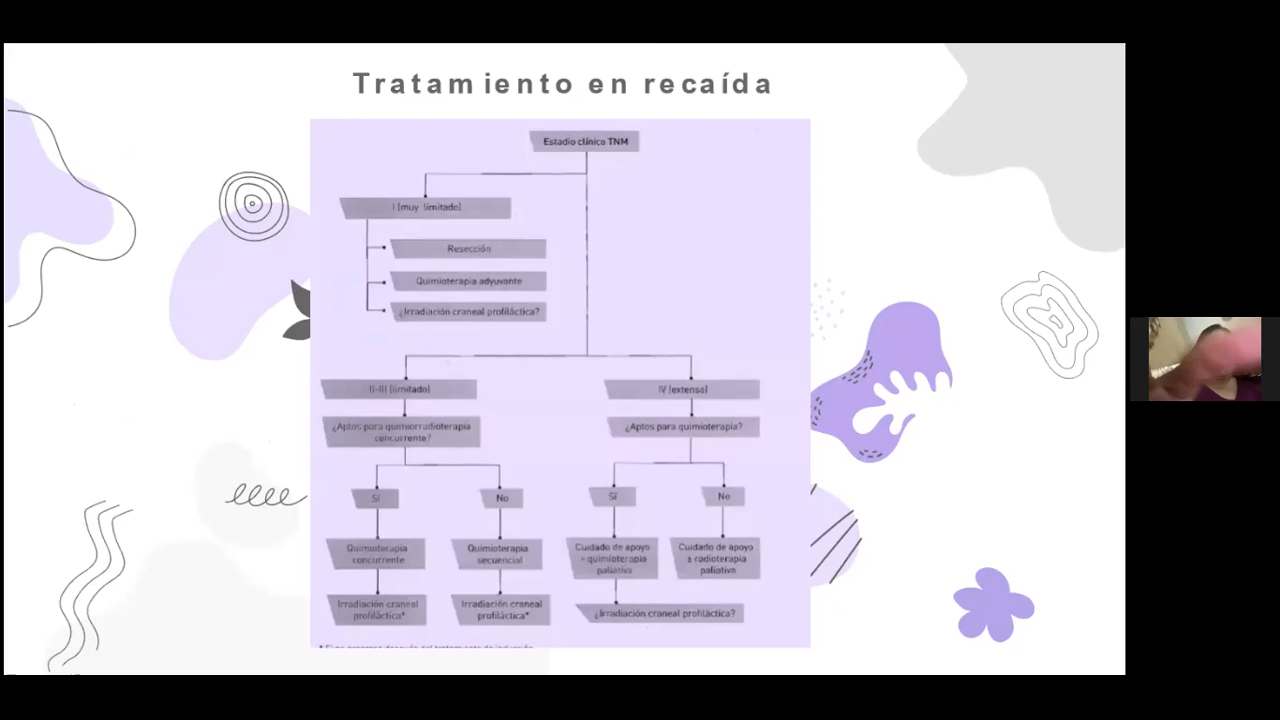 Tratamiento en recaída
Estadio clínico TNM
I (muy limitado)
Resección
Quimioterapia adyuvante
¿Irradiación craneal profiláctica?
II-III (limitado)
IV (extenso)
¿Aptos para quimiorradioterapia
concurrente?
¿Aptos para quimioterapia?
Sí
No
Sí
No
Quimioterapia
concurrente
Quimioterapia
secuencial
Cuidado de apoyo
+ quimioterapia
paliativa
Cuidado de apoyo
± radioterapia
paliativa
Irradiación craneal
profiláctica*
Irradiación craneal
profiláctica*
¿Irradiación craneal profiláctica?